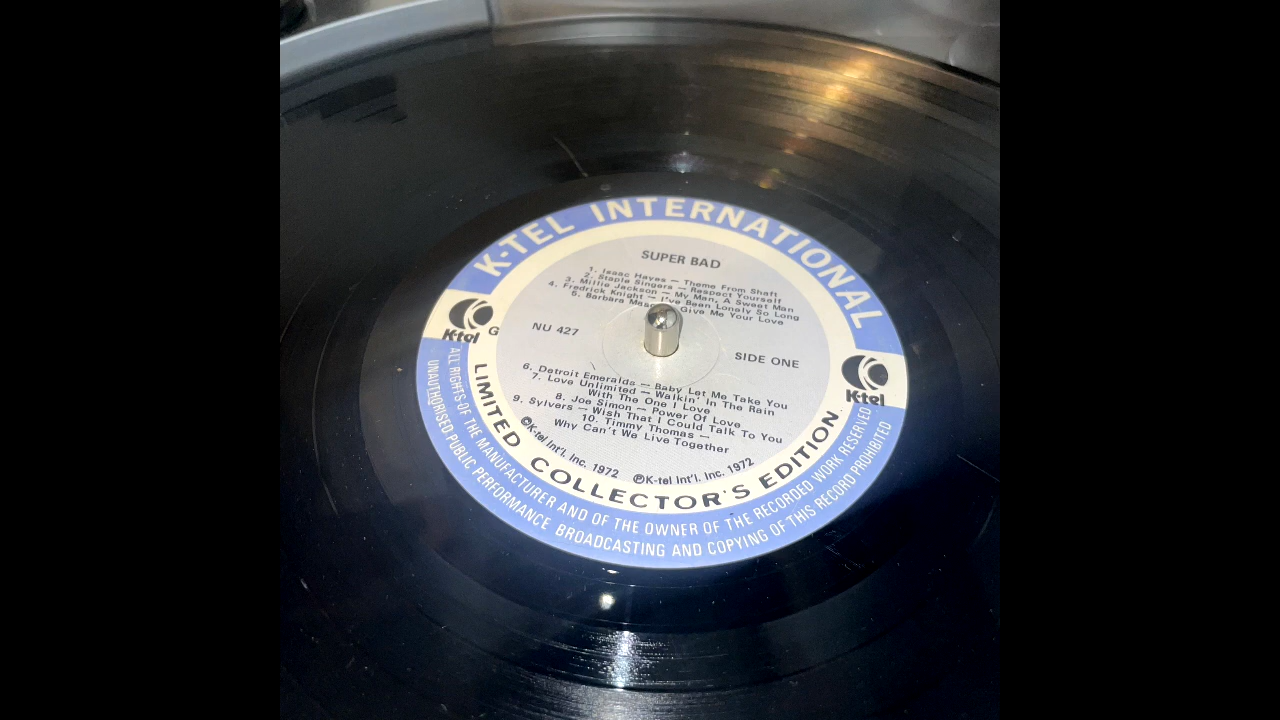 K-TEL INTERNATIONAL
SUPER BAD
1. Isaac Hayes — Theme From Shaft
2. Staple Singers — Respect Yourself
3. Millie Jackson — My Man, A Sweet Man
4. Fredrick Knight — I've Been Lonely So Long
5. Barbara Give Me Your Love
K-tel
G
NU 427
SIDE ONE
K-tel
6. Detroit Emeralds — Baby Let Me Take You
7. Love Unlimited — Walkin' In The Rain
With The One I Love
8. Joe Simon — Power Of Love
9. Sylvers — Wish That I Could Talk To You
10. Timmy Thomas —
Why Can't We Live Together
©K-tel Int'l. Inc. 1972 ℗K-tel Int'l. Inc. 1972
LIMITED COLLECTOR'S EDITION
ALL RIGHTS OF THE MANUFACTURER AND OF THE OWNER OF THE RECORDED WORK RESERVED
UNAUTHORISED PUBLIC PERFORMANCE BROADCASTING AND COPYING OF THIS RECORD PROHIBITED